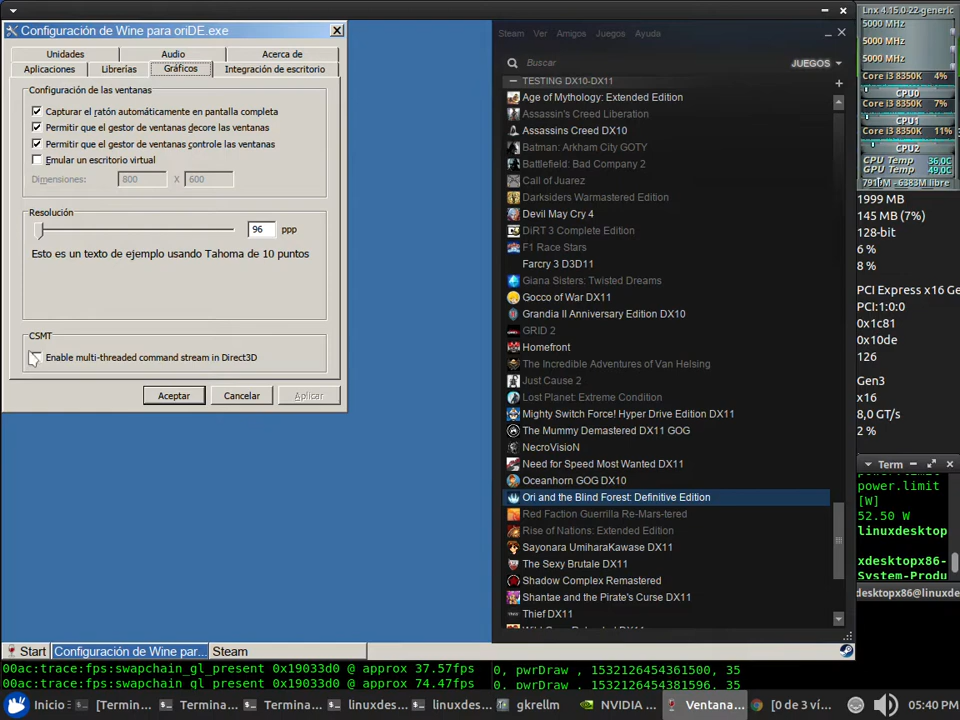 Configuración de Wine para oriDE.exe
Unidades
Audio
Acerca de
Aplicaciones
Librerías
Gráficos
Integración de escritorio
Configuración de las ventanas
Capturar el ratón automáticamente en pantalla completa
Permitir que el gestor de ventanas decore las ventanas
Permitir que el gestor de ventanas controle las ventanas
Emular un escritorio virtual
Dimensiones:
800
X
600
Resolución
96
ppp
Esto es un texto de ejemplo usando Tahoma de 10 puntos
CSMT
Enable multi-threaded command stream in Direct3D
Aceptar
Cancelar
Aplicar
Steam
Ver
Amigos
Juegos
Ayuda
Buscar
JUEGOS
TESTING DX10-DX11
Age of Mythology: Extended Edition
Assassin's Creed Liberation
Assassins Creed DX10
Batman: Arkham City GOTY
Battlefield: Bad Company 2
Call of Juarez
Darksiders Warmastered Edition
Devil May Cry 4
DiRT 3 Complete Edition
F1 Race Stars
Farcry 3 D3D11
Giana Sisters: Twisted Dreams
Gocco of War DX11
Grandia II Anniversary Edition DX10
GRID 2
Homefront
The Incredible Adventures of Van Helsing
Just Cause 2
Lost Planet: Extreme Condition
Mighty Switch Force! Hyper Drive Edition DX11
The Mummy Demastered DX11 GOG
NecroVisioN
Need for Speed Most Wanted DX11
Oceanhorn GOG DX10
Ori and the Blind Forest: Definitive Edition
Red Faction Guerrilla Re-Mars-tered
Rise of Nations: Extended Edition
Sayonara UmiharaKawase DX11
The Sexy Brutale DX11
Shadow Complex Remastered
Shantae and the Pirate's Curse DX11
Thief DX11
Lnx 4.15.0-22-generic
5000 MHz
5000 MHz
5000 MHz
Core i3 8350K 4%
CPU0
Core i3 8350K 7%
CPU1
Core i3 8350K 11%
CPU2
CPU Temp 36,0C
GPU Temp 49,0C
7910M - 6383M libre
1999 MB
145 MB (7%)
128-bit
6 %
8 %
PCI Express x16 Ge
PCI:1:0:0
0x1c81
0x10de
126
Gen3
x16
8,0 GT/s
2 %
Term
power.limit
[W]
52.50 W
linuxdesktop
xdesktopx86-
System-Produ
desktopx86@linuxde
Start
Configuración de Wine par...
Steam
00ac:trace:fps:swapchain_gl_present 0x19033d0 @ approx 37.57fps
00ac:trace:fps:swapchain_gl_present 0x19033d0 @ approx 74.47fps
0, pwrDraw , 1532126454361500, 35
0, pwrDraw , 1532126454381596, 35
Inicio
[Termin...
Termina...
Termina...
linuxdes...
linuxdes...
gkrellm
NVIDIA ...
Ventana...
[0 de 3 ví...
05:40 PM